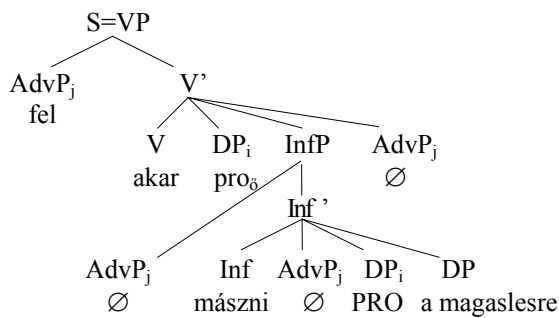 S=VP
AdvPj V’
fel
V DPi InfP AdvPj
akar proő ∅
Inf ’
AdvPj Inf AdvPj DPi DP
∅ mászni ∅ PRO a magaslesre